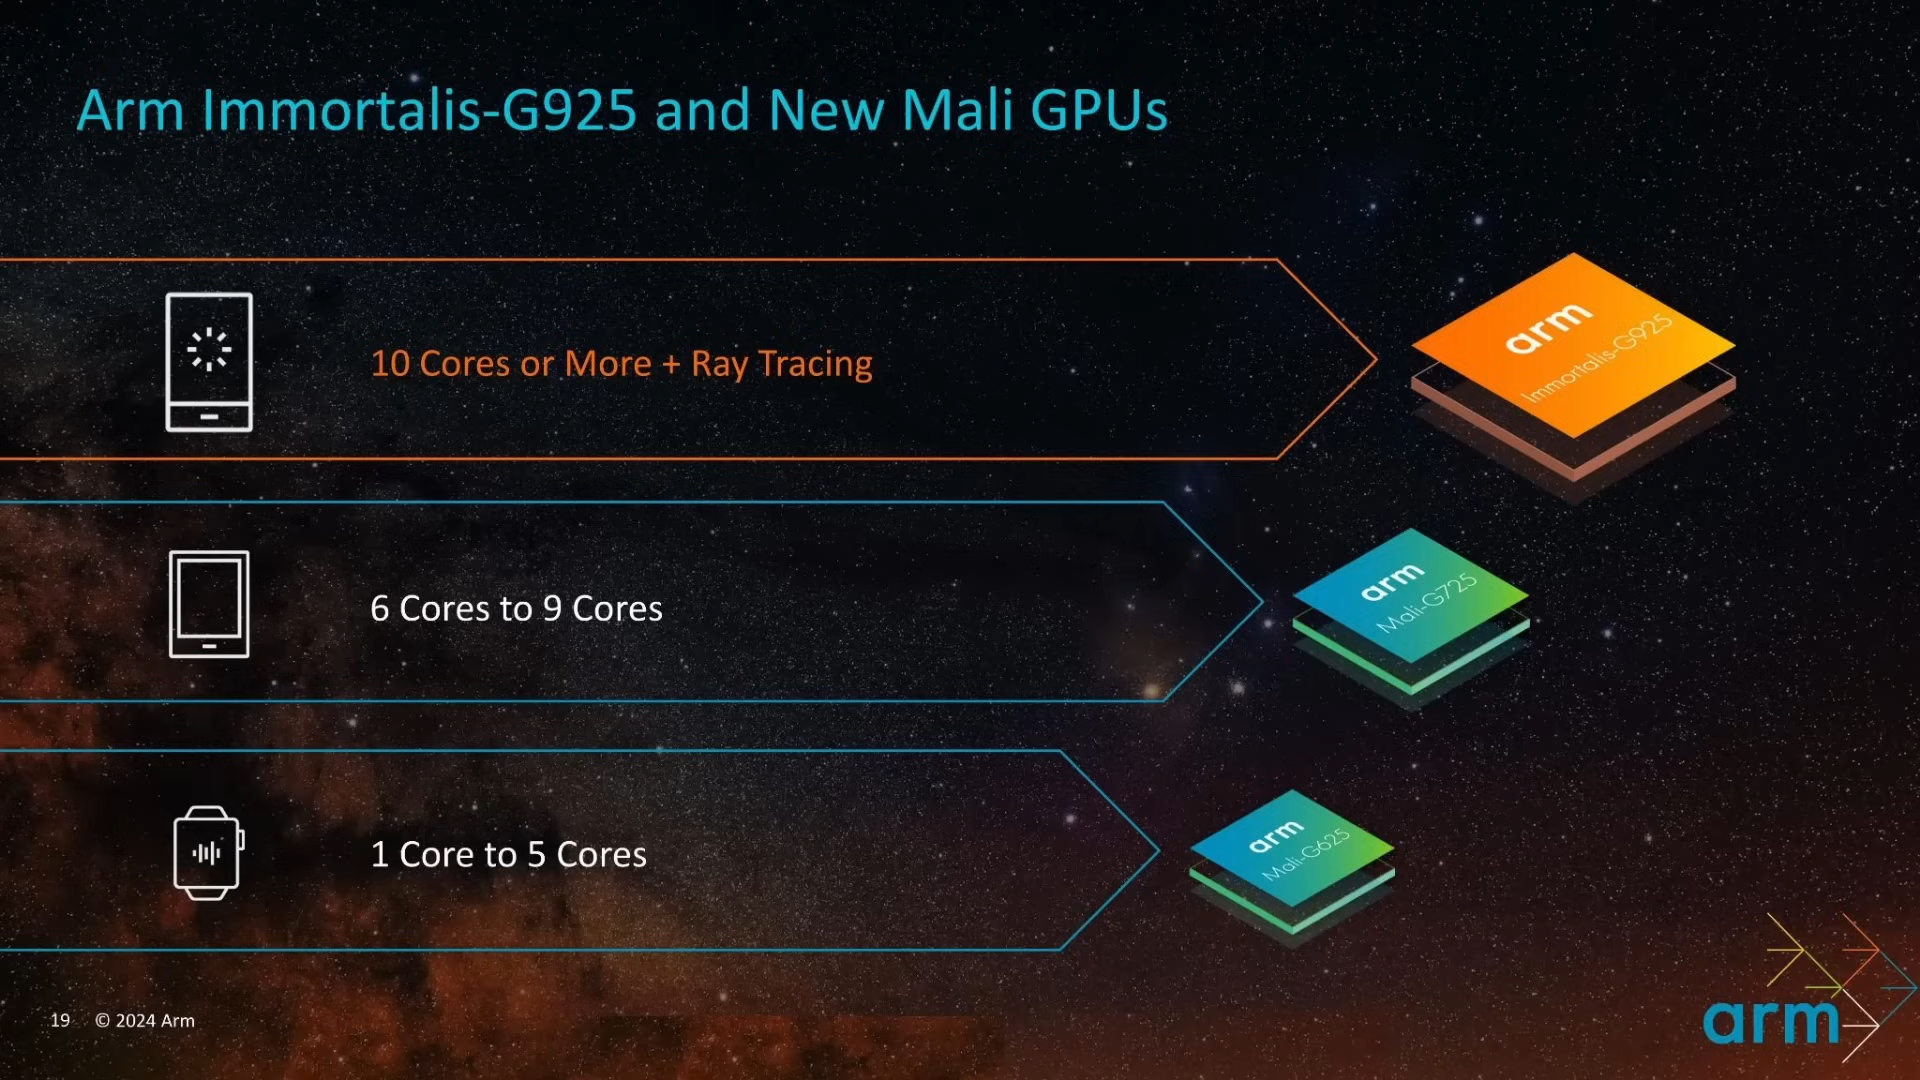 Arm Immortalis-G925 and New Mali GPUs
10 Cores or More + Ray Tracing
arm
Immortalis-G925
6 Cores to 9 Cores
arm
Mali-G725
1 Core to 5 Cores
arm
Mali-G625
19 © 2024 Arm
arm